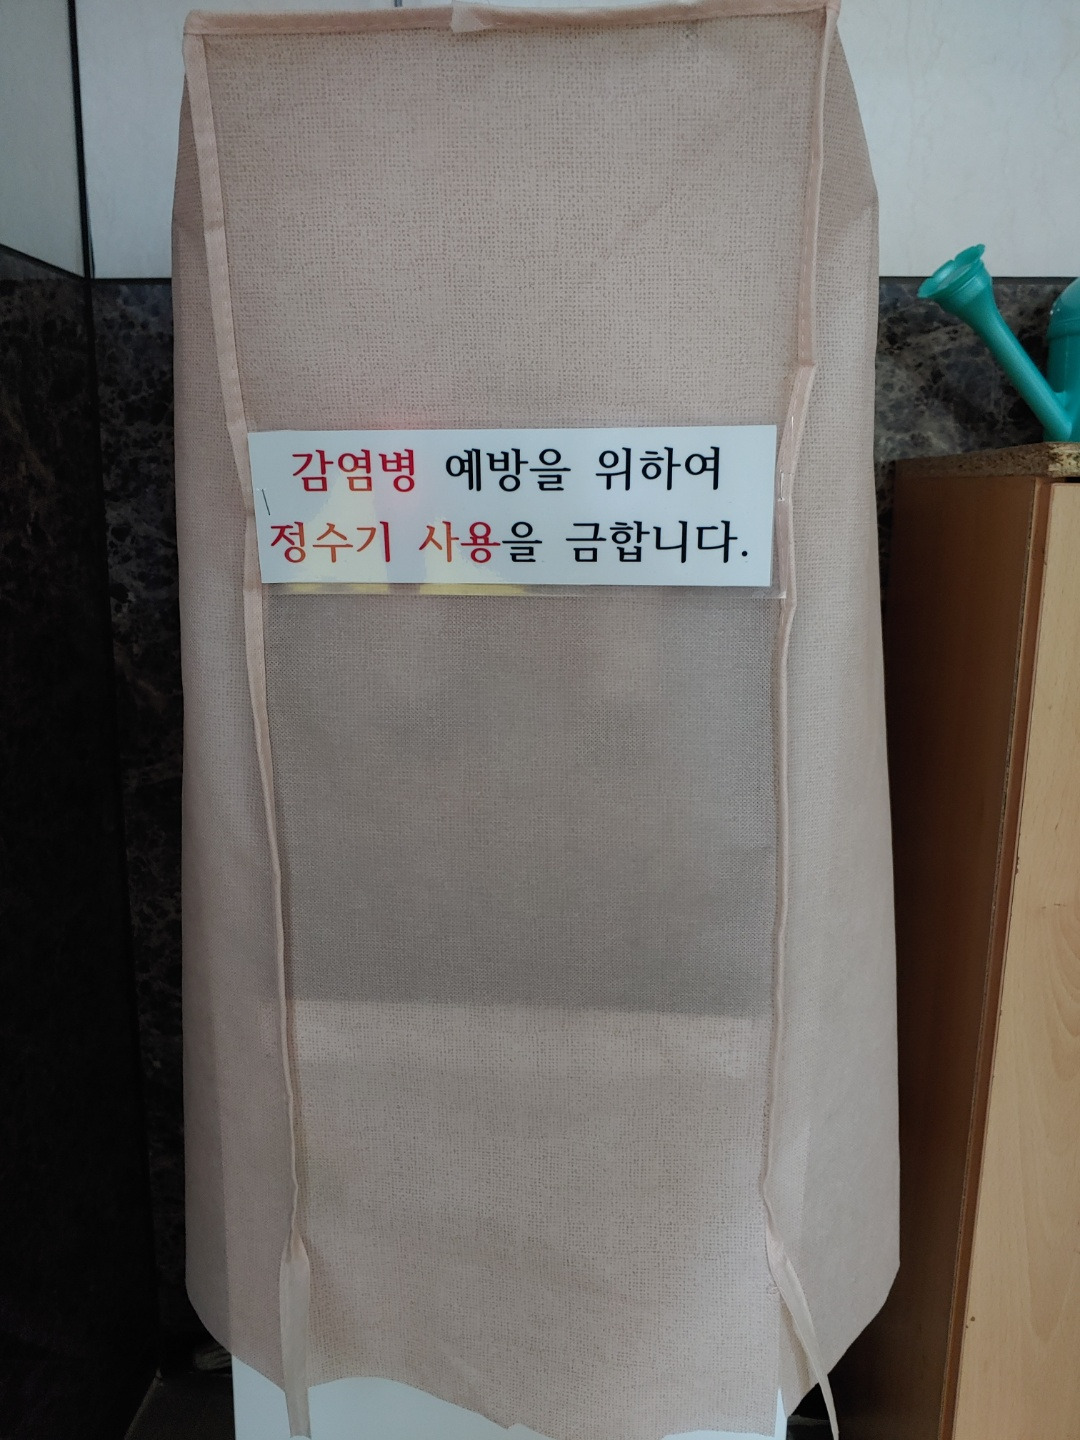 감염병 예방을 위하여
정수기 사용을 금합니다.